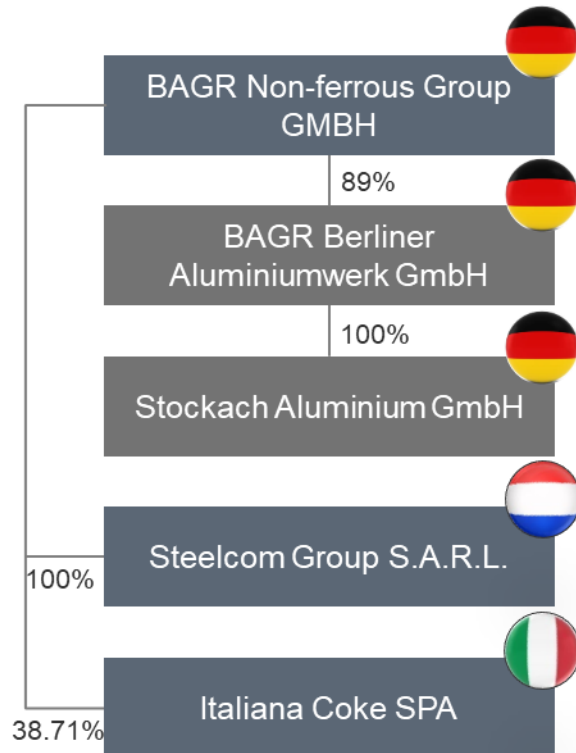 BAGR Non-ferrous Group
GMBH
89%
BAGR Berliner
Aluminiumwerk GmbH
100%
Stockach Aluminium GmbH
Steelcom Group S.A.R.L.
100%
Italiana Coke SPA
38.71%